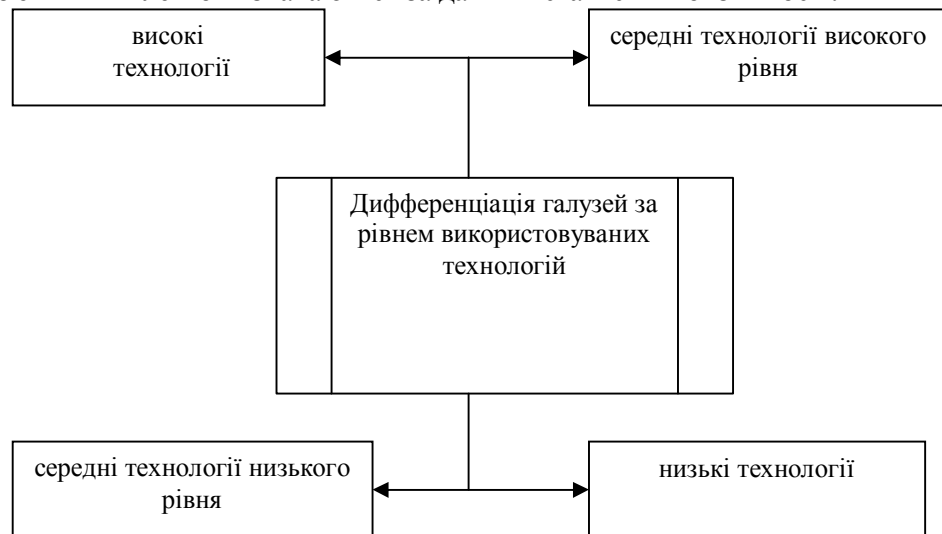 високі
технології
середні технології високого
рівня
Дифференціація галузей за
рівнем використовуваних
технологій
середні технології низького
рівня
низькі технології